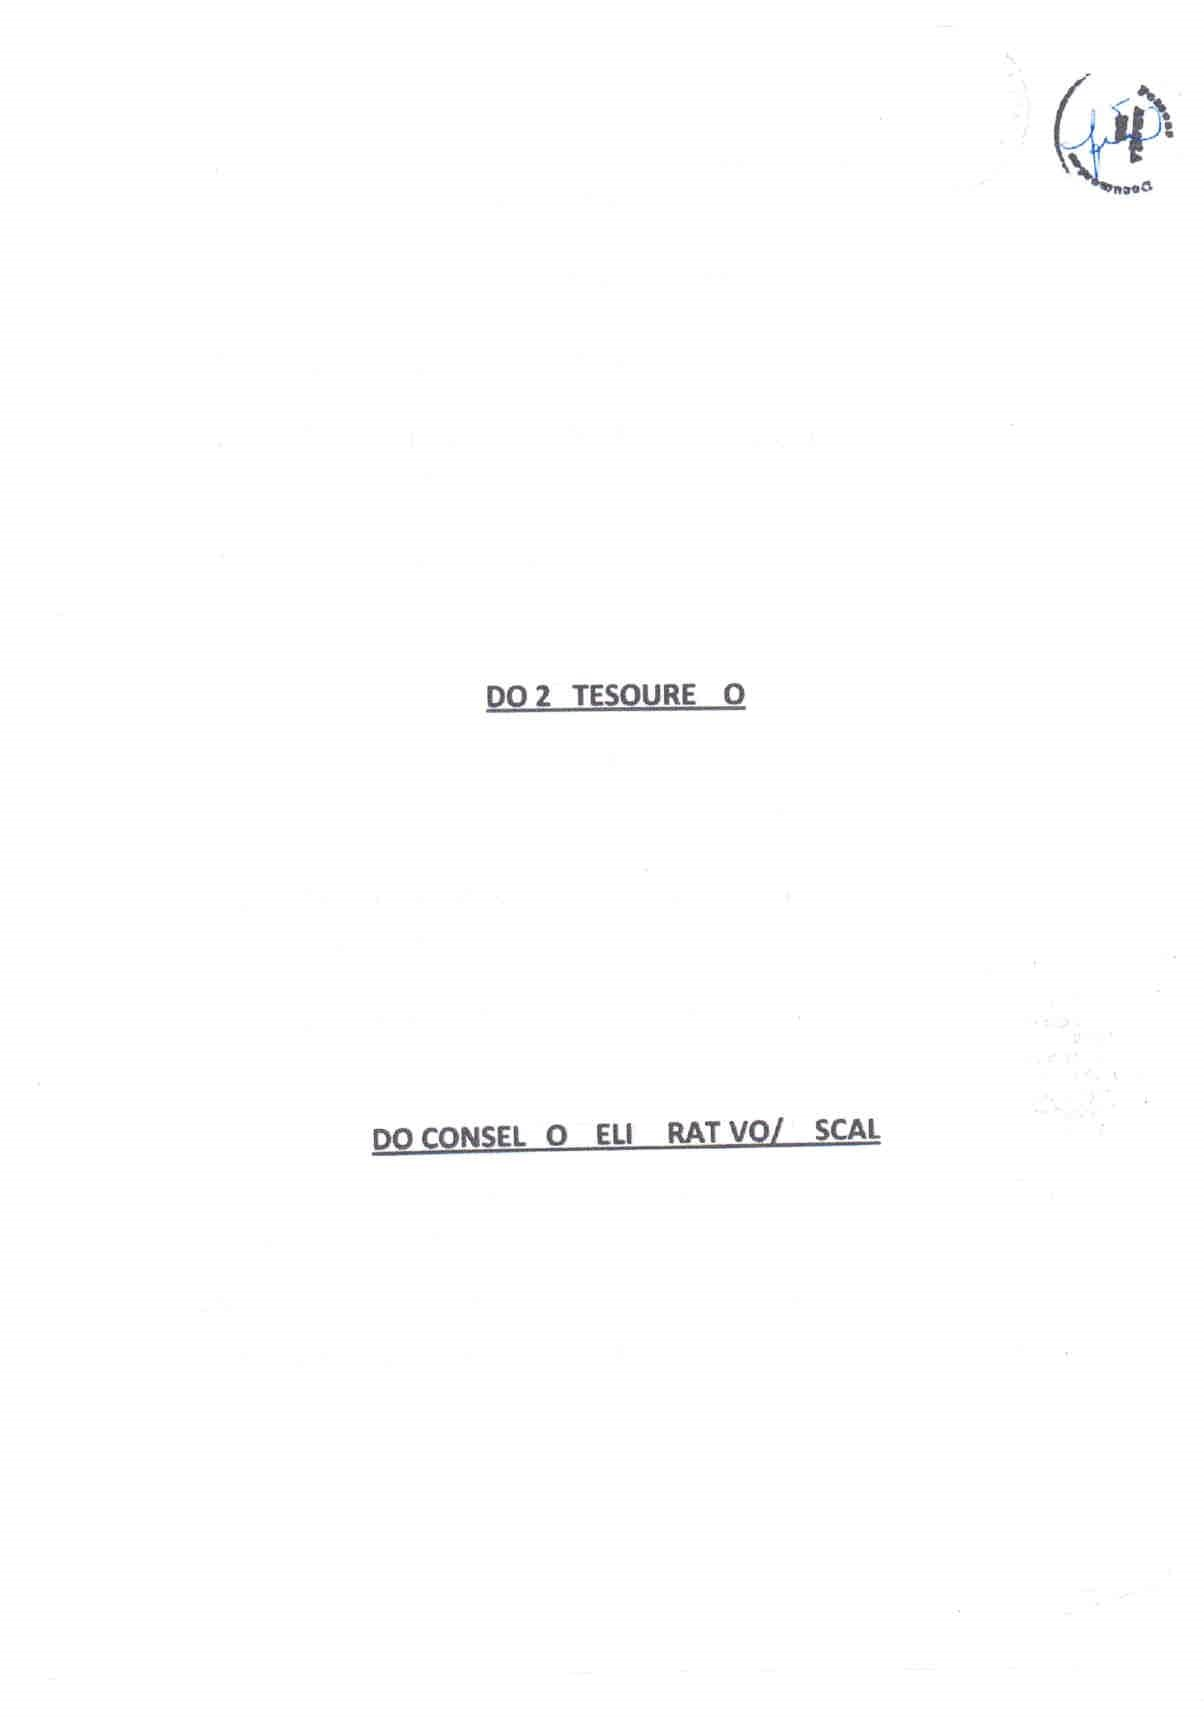 DO 2 TESOURE O
DO CONSEL O ELI RAT VO/ SCAL